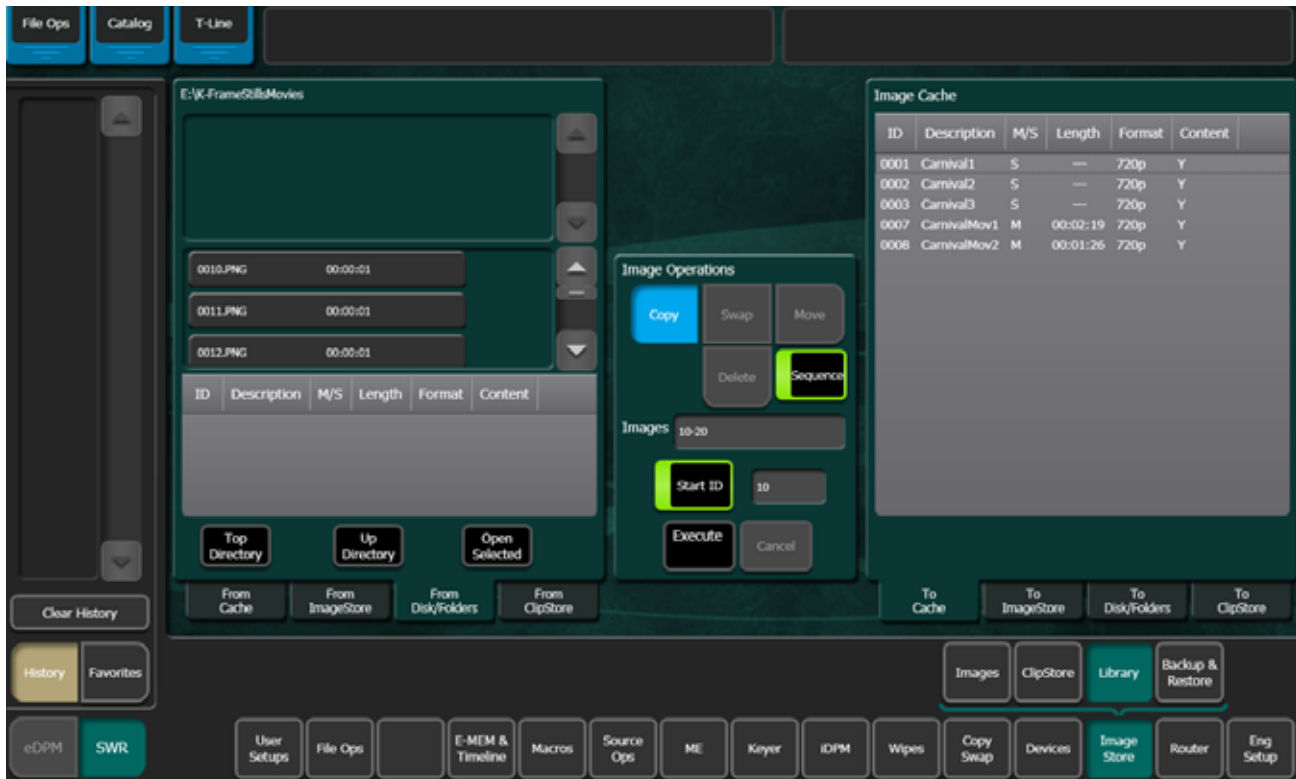 File Ops Catalog T-Line
E:\K-FrameStillsMovies
0010.PNG 00:00:01
0011.PNG 00:00:01
0012.PNG 00:00:01
ID Description M/S Length Format Content
Top
Directory
Up
Directory
Open
Selected
From
Cache
From
ImageStore
From
Disk/Folders
From
ClipStore
Image Operations
Copy Swap Move
Delete Sequence
Images 10-20
Start ID 10
Execute Cancel
Image Cache
ID Description M/S Length Format Content
0001 Carnival1 S --- 720p Y
0002 Carnival2 S --- 720p Y
0003 Carnival3 S --- 720p Y
0007 CarnivalMov1 M 00:02:19 720p Y
0008 CarnivalMov2 M 00:01:26 720p Y
To
Cache
To
ImageStore
To
Disk/Folders
To
ClipStore
Clear History
History Favorites
Images ClipStore Library
Backup &
Restore
eDPM SWR
User
Setups
File Ops
E-MEM &
Timeline
Macros
Source
Ops
ME Keyer iDPM Wipes
Copy
Swap
Devices
Image
Store
Router
Eng
Setup